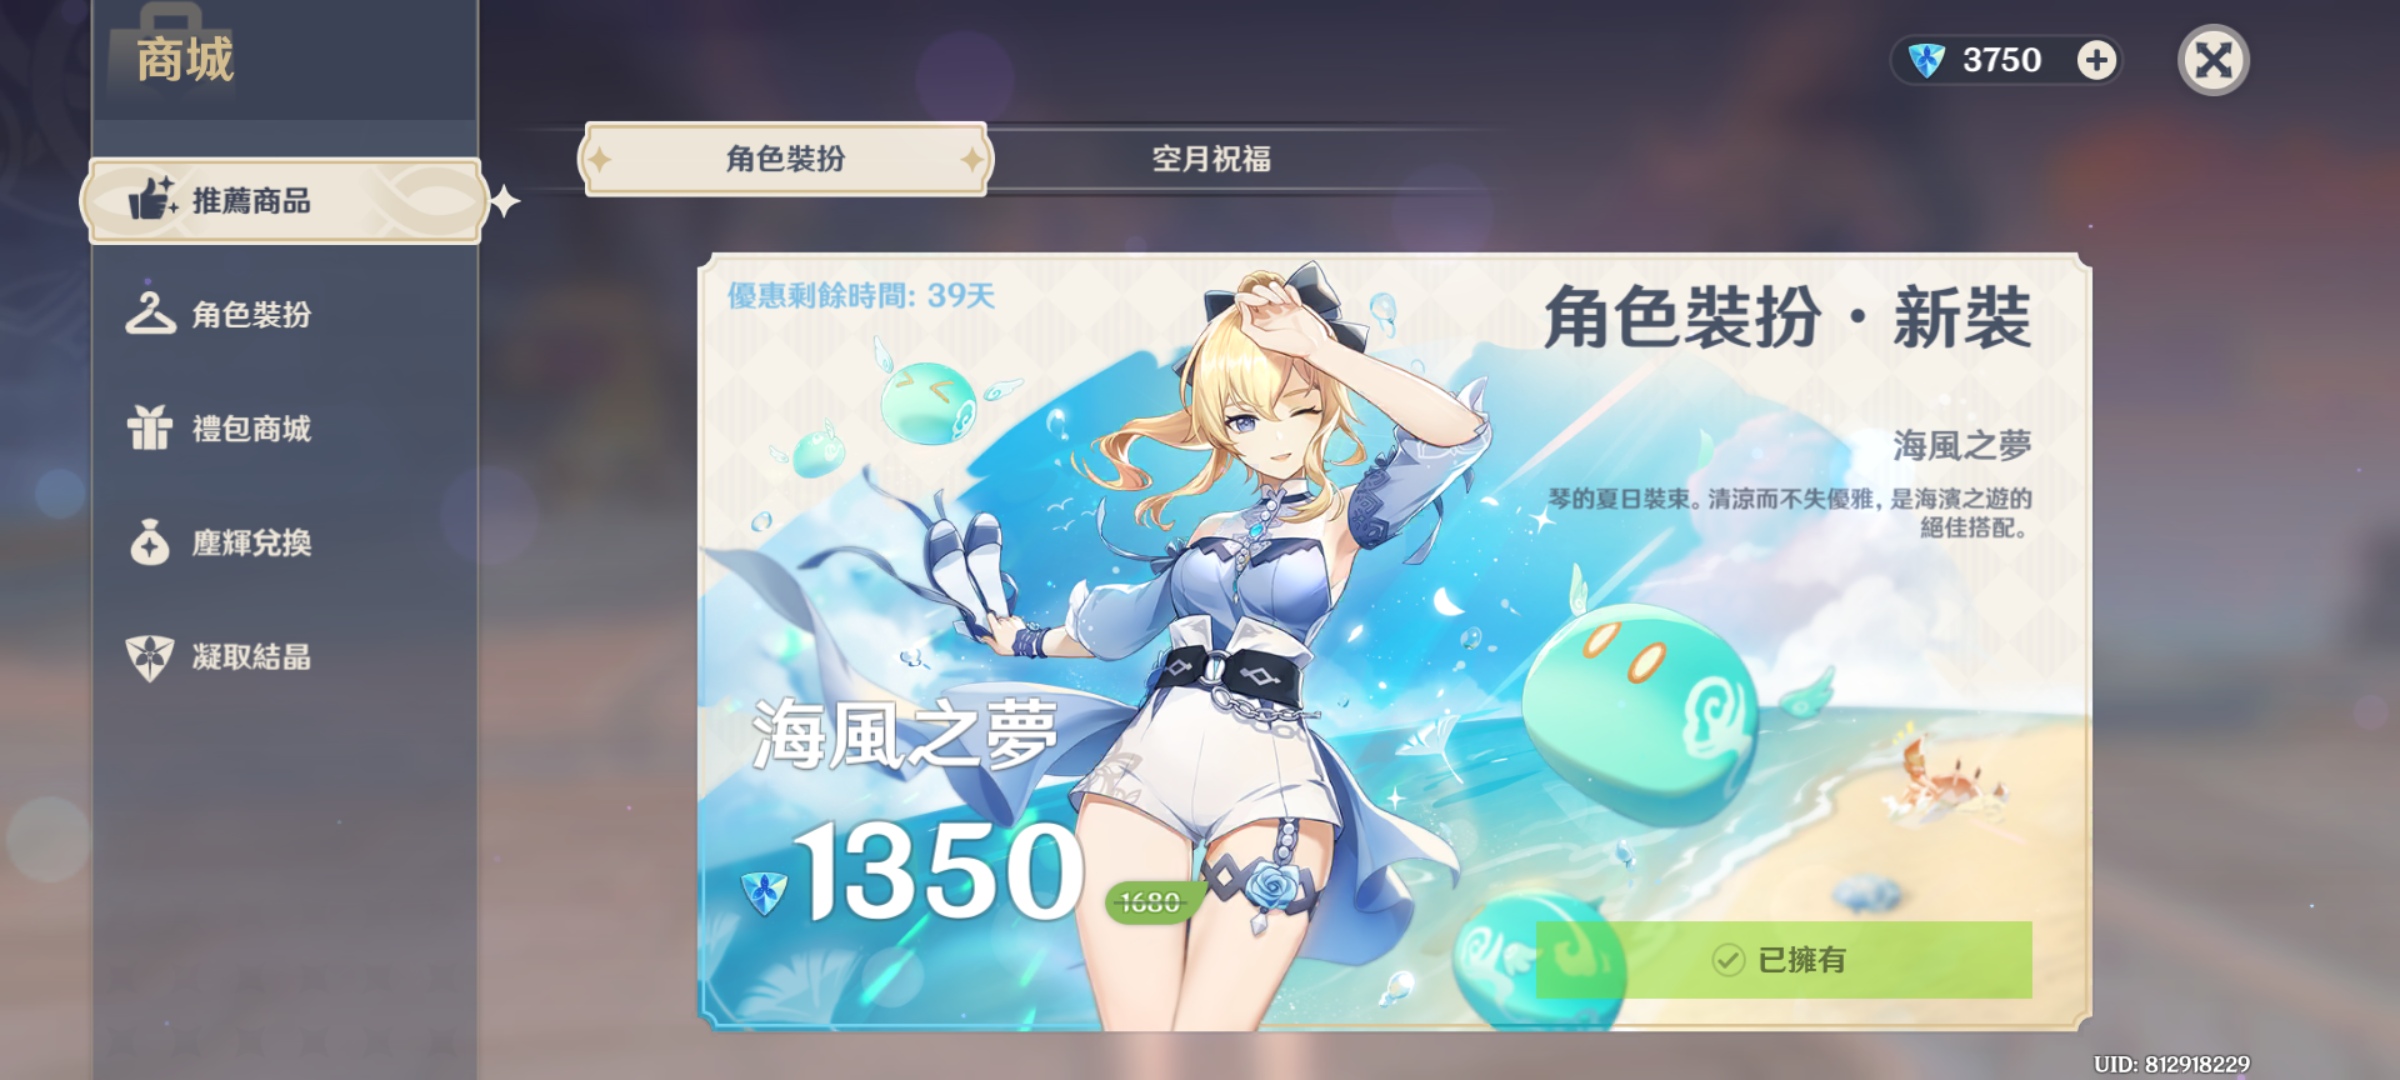 商城
3750
推薦商品
角色裝扮
禮包商城
塵輝兌換
凝取結晶
角色裝扮
空月祝福
優惠剩餘時間: 39天
角色裝扮・新裝
海風之夢
琴的夏日裝束。清涼而不失優雅, 是海濱之遊的
絕佳搭配。
海風之夢
1350
1680
已擁有
UID: 812918229